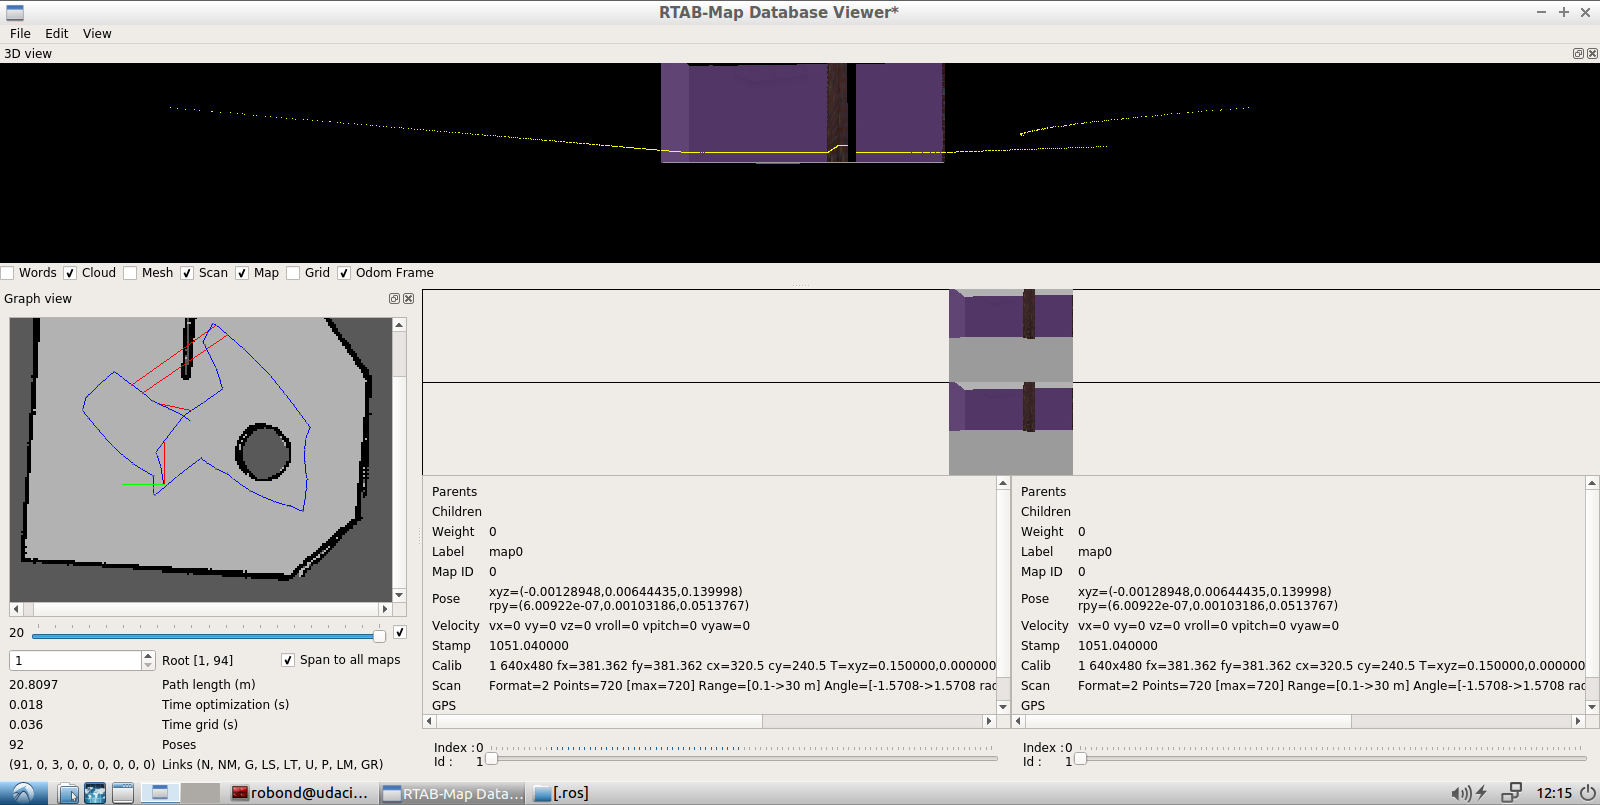 RTAB-Map Database Viewer*
File Edit View
3D view
Words Cloud Mesh Scan Map Grid Odom Frame
Graph view
20
1 Root [1, 94] Span to all maps
20.8097 Path length (m)
0.018 Time optimization (s)
0.036 Time grid (s)
92 Poses
(91, 0, 3, 0, 0, 0, 0, 0, 0) Links (N, NM, G, LS, LT, U, P, LM, GR)
Parents
Children
Weight 0
Label map0
Map ID 0
Pose xyz=(-0.00128948,0.00644435,0.139998)
rpy=(6.00922e-07,0.00103186,0.0513767)
Velocity vx=0 vy=0 vz=0 vroll=0 vpitch=0 vyaw=0
Stamp 1051.040000
Calib 1 640x480 fx=381.362 fy=381.362 cx=320.5 cy=240.5 T=xyz=0.150000,0.000000
Scan Format=2 Points=720 [max=720] Range=[0.1->30 m] Angle=[-1.5708->1.5708 rad
GPS
Index :0
Id : 1
Parents
Children
Weight 0
Label map0
Map ID 0
Pose xyz=(-0.00128948,0.00644435,0.139998)
rpy=(6.00922e-07,0.00103186,0.0513767)
Velocity vx=0 vy=0 vz=0 vroll=0 vpitch=0 vyaw=0
Stamp 1051.040000
Calib 1 640x480 fx=381.362 fy=381.362 cx=320.5 cy=240.5 T=xyz=0.150000,0.000000
Scan Format=2 Points=720 [max=720] Range=[0.1->30 m] Angle=[-1.5708->1.5708 rad
GPS
Index :0
Id : 1
robond@udaci... RTAB-Map Data... [.ros] 12:15